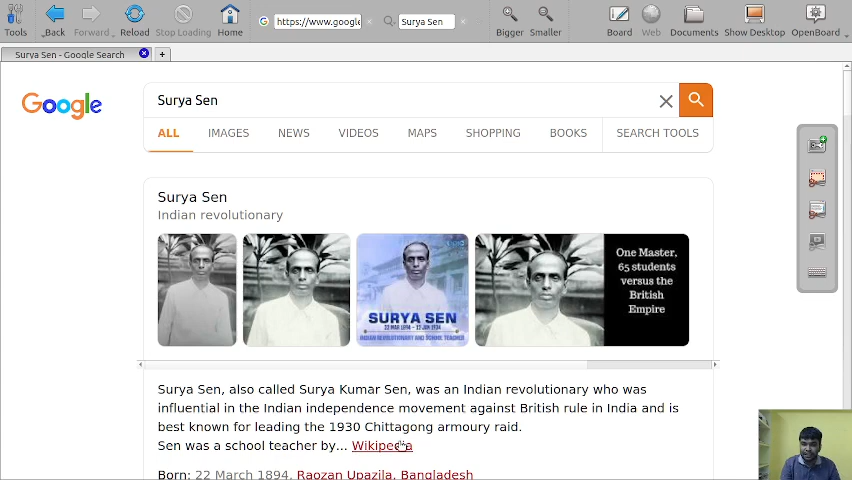 Tools
Back
Forward
Reload
Stop Loading
Home
https://www.google
Surya Sen
Bigger
Smaller
Board
Web
Documents
Show Desktop
OpenBoard
Surya Sen - Google Search
Google
Surya Sen
ALL
IMAGES
NEWS
VIDEOS
MAPS
SHOPPING
BOOKS
SEARCH TOOLS
Surya Sen
Indian revolutionary
SURYA SEN
INDIAN REVOLUTIONARY AND SCHOOL TEACHER
One Master,
65 students
versus the
British
Empire
Surya Sen, also called Surya Kumar Sen, was an Indian revolutionary who was
influential in the Indian independence movement against British rule in India and is
best known for leading the 1930 Chittagong armoury raid.
Sen was a school teacher by... Wikipedia
Born: 22 March 1894, Raozan Upazila, Bangladesh